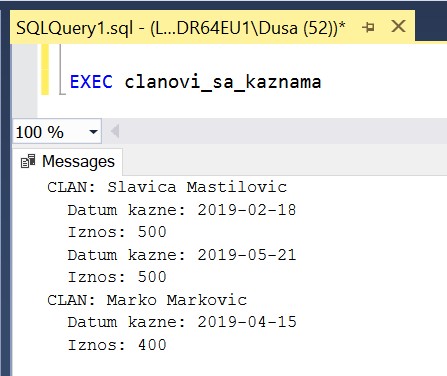 SQLQuery1.sql - (L...DR64EU1\Dusa (52))*
EXEC clanovi_sa_kaznama
100 %
Messages
CLAN: Slavica Mastilovic
Datum kazne: 2019-02-18
Iznos: 500
Datum kazne: 2019-05-21
Iznos: 500
CLAN: Marko Markovic
Datum kazne: 2019-04-15
Iznos: 400